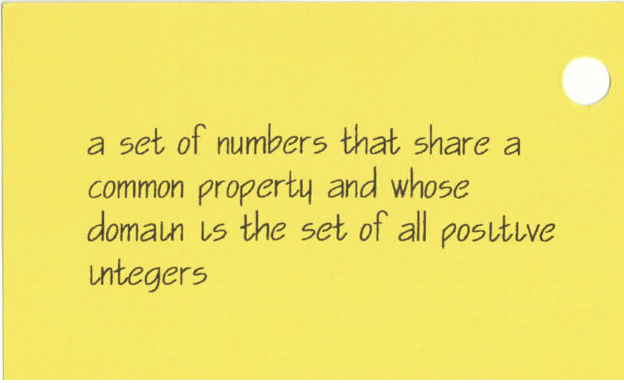 a set of numbers that share a
common property and whose
domain is the set of all positive
integers